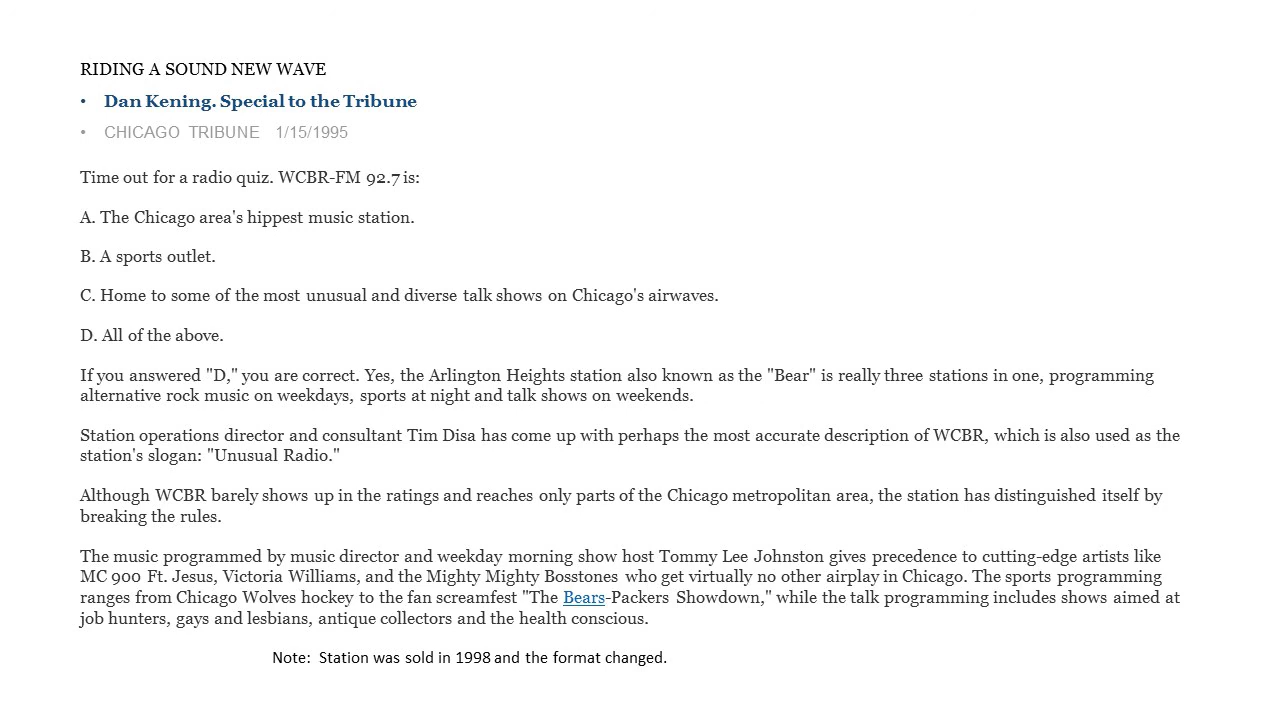 RIDING A SOUND NEW WAVE
• Dan Kening. Special to the Tribune
• CHICAGO TRIBUNE 1/15/1995
Time out for a radio quiz. WCBR-FM 92.7 is:
A. The Chicago area's hippest music station.
B. A sports outlet.
C. Home to some of the most unusual and diverse talk shows on Chicago's airwaves.
D. All of the above.
If you answered "D," you are correct. Yes, the Arlington Heights station also known as the "Bear" is really three stations in one, programming
alternative rock music on weekdays, sports at night and talk shows on weekends.
Station operations director and consultant Tim Disa has come up with perhaps the most accurate description of WCBR, which is also used as the
station's slogan: "Unusual Radio."
Although WCBR barely shows up in the ratings and reaches only parts of the Chicago metropolitan area, the station has distinguished itself by
breaking the rules.
The music programmed by music director and weekday morning show host Tommy Lee Johnston gives precedence to cutting-edge artists like
MC 900 Ft. Jesus, Victoria Williams, and the Mighty Mighty Bosstones who get virtually no other airplay in Chicago. The sports programming
ranges from Chicago Wolves hockey to the fan screamfest "The Bears-Packers Showdown," while the talk programming includes shows aimed at
job hunters, gays and lesbians, antique collectors and the health conscious.
Note: Station was sold in 1998 and the format changed.